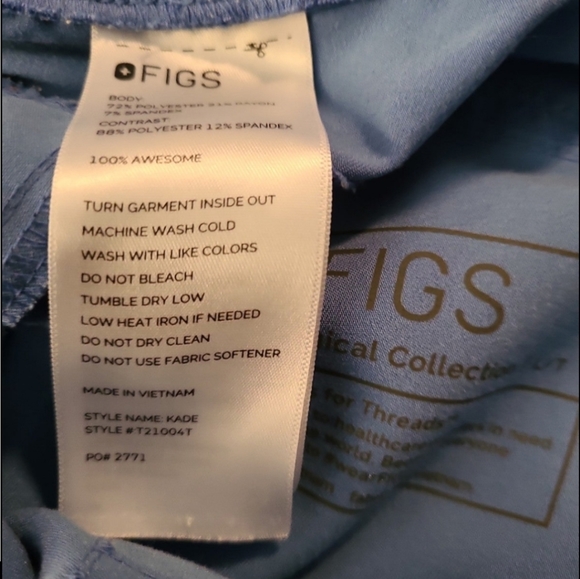 FIGS
BODY:
72% POLYESTER 21% RAYON
7% SPANDEX
CONTRAST:
88% POLYESTER 12% SPANDEX
100% AWESOME
TURN GARMENT INSIDE OUT
MACHINE WASH COLD
WASH WITH LIKE COLORS
DO NOT BLEACH
TUMBLE DRY LOW
LOW HEAT IRON IF NEEDED
DO NOT DRY CLEAN
DO NOT USE FABRIC SOFTENER
MADE IN VIETNAM
STYLE NAME: KADE
STYLE # T21004T
PO# 2771
FIGS
ical Collect
for Threads in need
healthcare
world